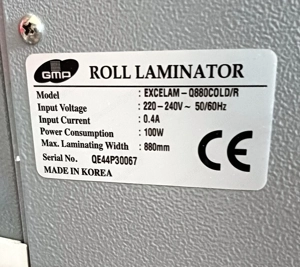 GMP
ROLL LAMINATOR
Model : EXCELAM-Q880COLD/R
Input Voltage : 220-240V~ 50/60Hz
Input Current : 0.4A
Power Consumption : 100W
Max. Laminating Width : 880mm
Serial No. QE44P30067
MADE IN KOREA
CE